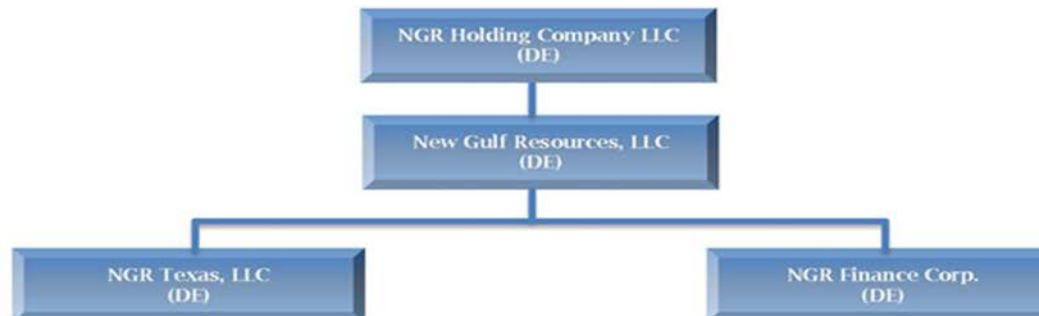 NGR Holding Company LLC
(DE)
New Gulf Resources, LLC
(DE)
NGR Texas, LLC
(DE)
NGR Finance Corp.
(DE)